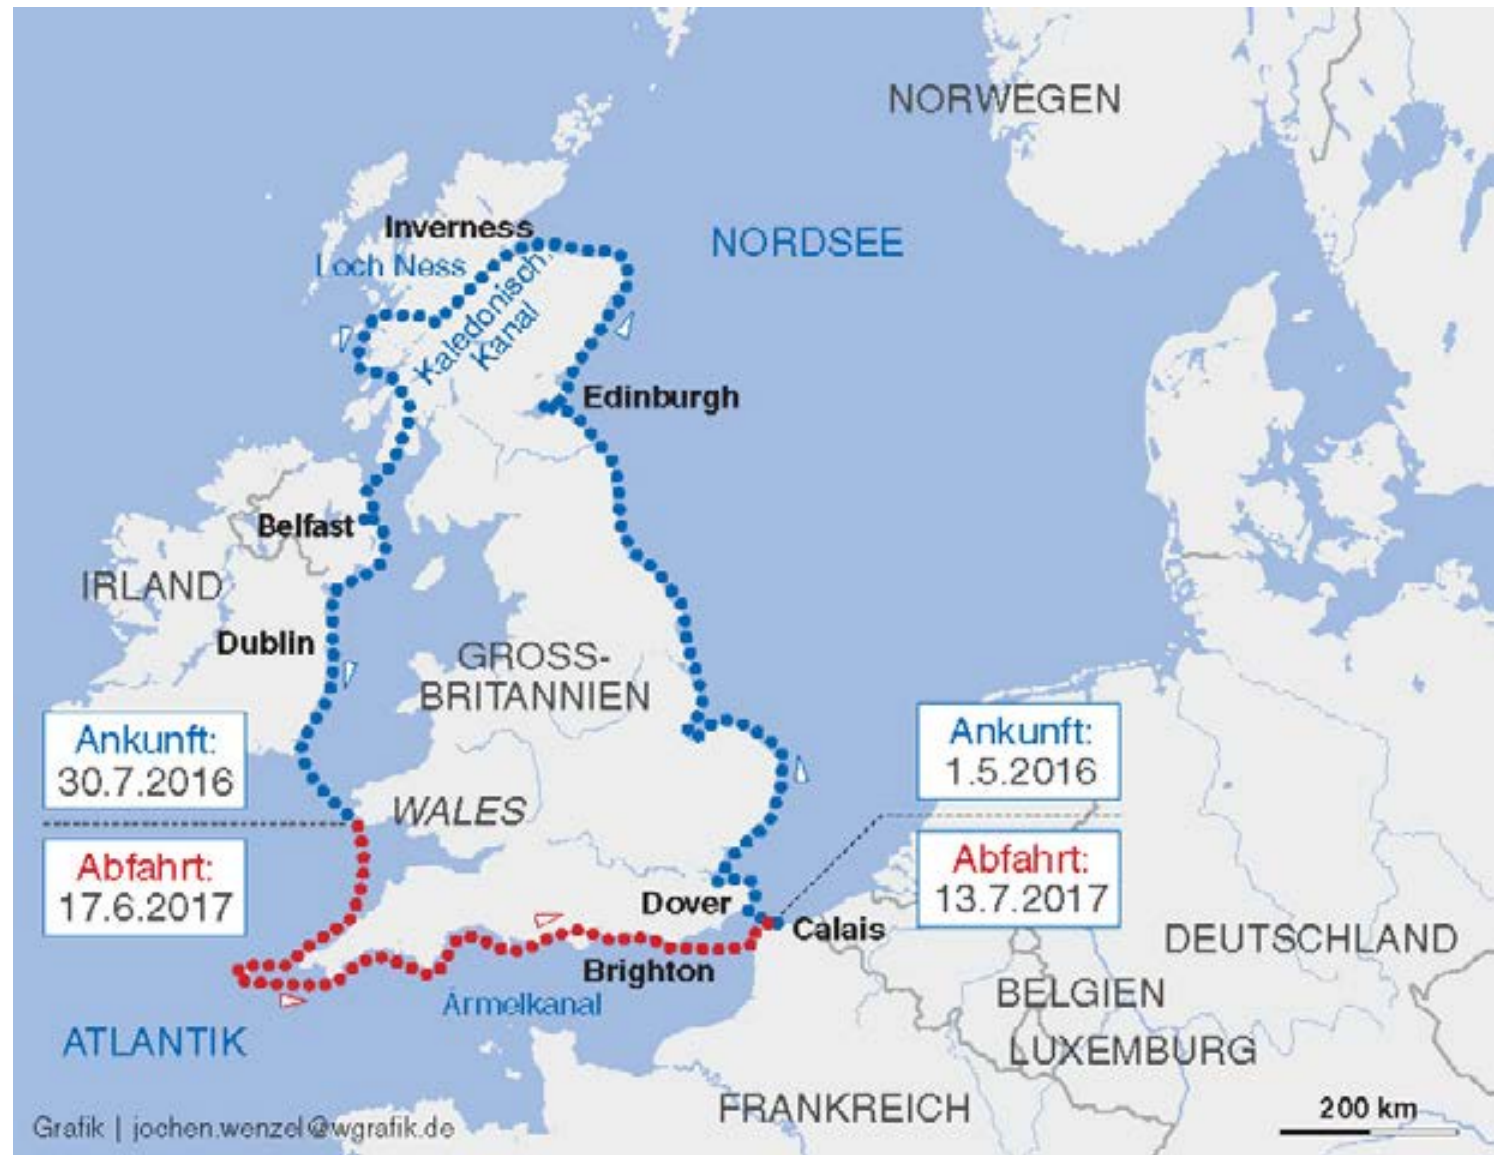 NORWEGEN
Inverness
NORDSEE
Loch Ness
Kaledonisch.
Kanal
Edinburgh
Belfast
IRLAND
Dublin
GROSS-
BRITANNIEN
Ankunft:
30.7.2016
Ankunft:
1.5.2016
WALES
Abfahrt:
17.6.2017
Abfahrt:
13.7.2017
Dover
Calais
DEUTSCHLAND
Brighton
BELGIEN
Ärmelkanal
ATLANTIK
LUXEMBURG
FRANKREICH
200 km
Grafik | jochen.wenzel@wgrafik.de